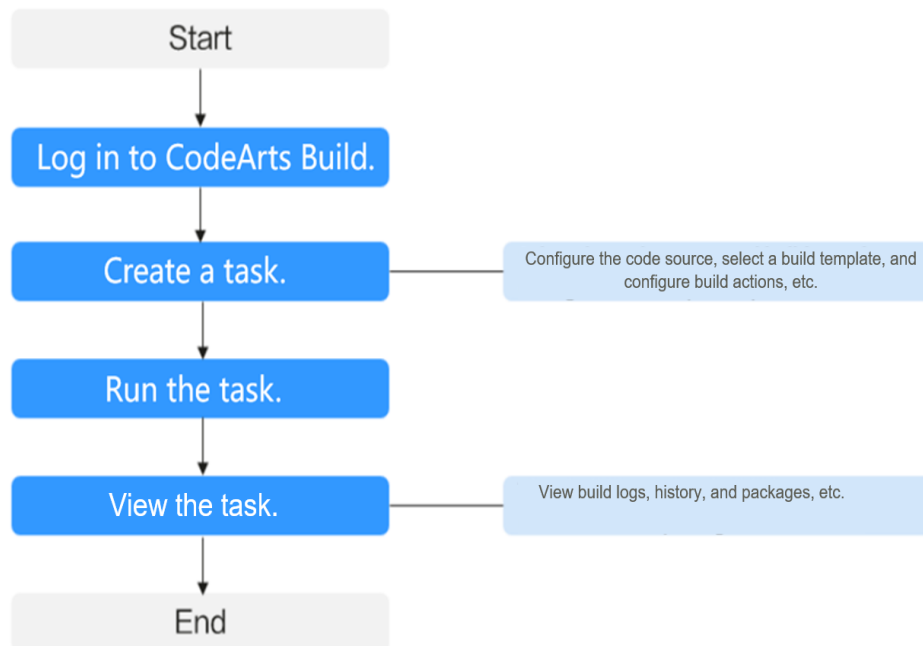 Start
Log in to CodeArts Build.
Create a task.
Configure the code source, select a build template, and
configure build actions, etc.
Run the task.
View the task.
View build logs, history, and packages, etc.
End